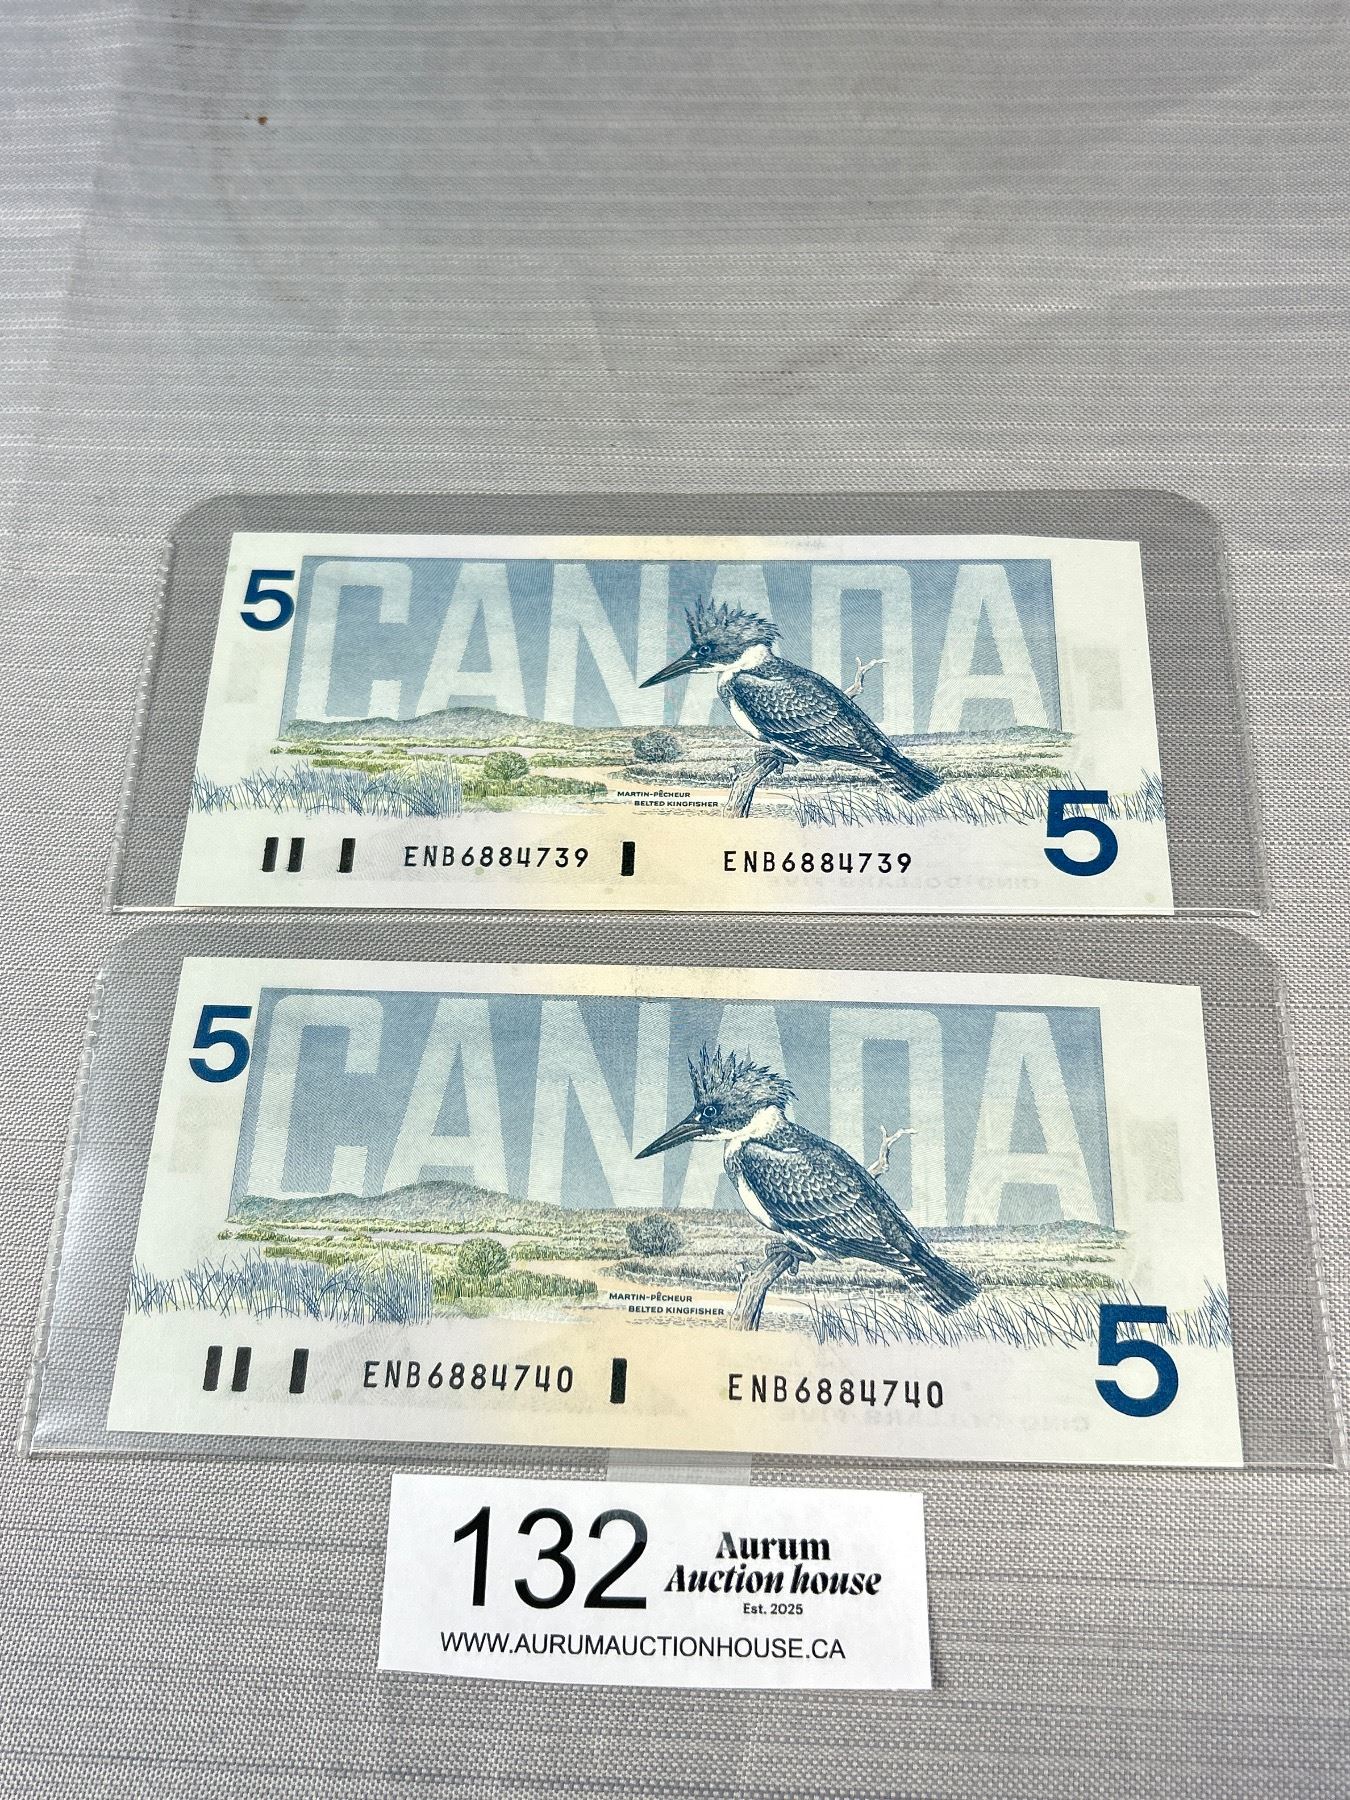 5 CANADA
MARTIN-PÊCHEUR
BELTED KINGFISHER
5
ENB6884739 ENB6884739
5 CANADA
MARTIN-PÊCHEUR
BELTED KINGFISHER
5
ENB6884740 ENB6884740
132
Aurum
Auction house
Est. 2025
WWW.AURUMAUCTIONHOUSE.CA